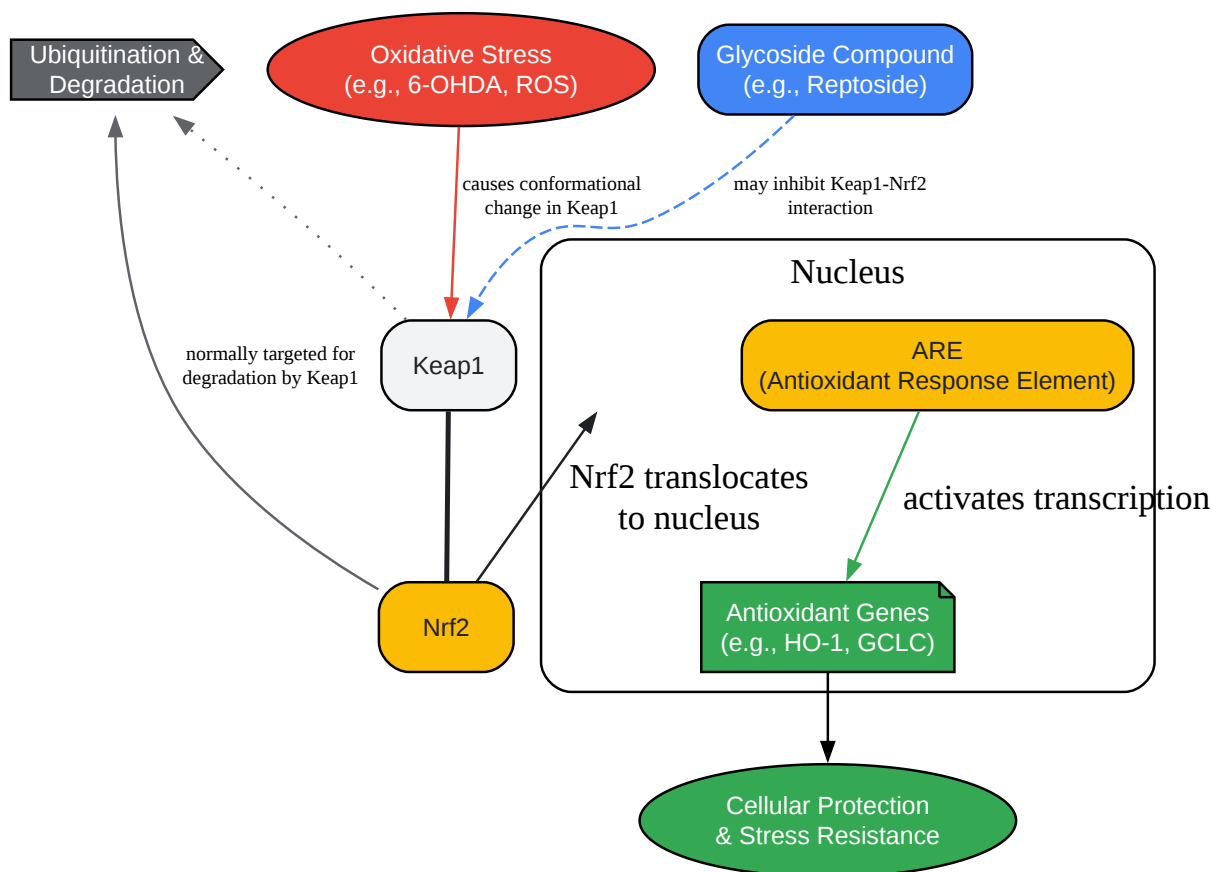 Ubiquitination &
Degradation
Oxidative Stress
(e.g., 6-OHDA, ROS)
Glycoside Compound
(e.g., Reptoside)
causes conformational
change in Keap1
may inhibit Keap1-Nrf2
interaction
Nucleus
normally targeted for
degradation by Keap1
Keap1
ARE
(Antioxidant Response Element)
Nrf2 translocates
to nucleus
activates transcription
Nrf2
Antioxidant Genes
(e.g., HO-1, GCLC)
Cellular Protection
& Stress Resistance